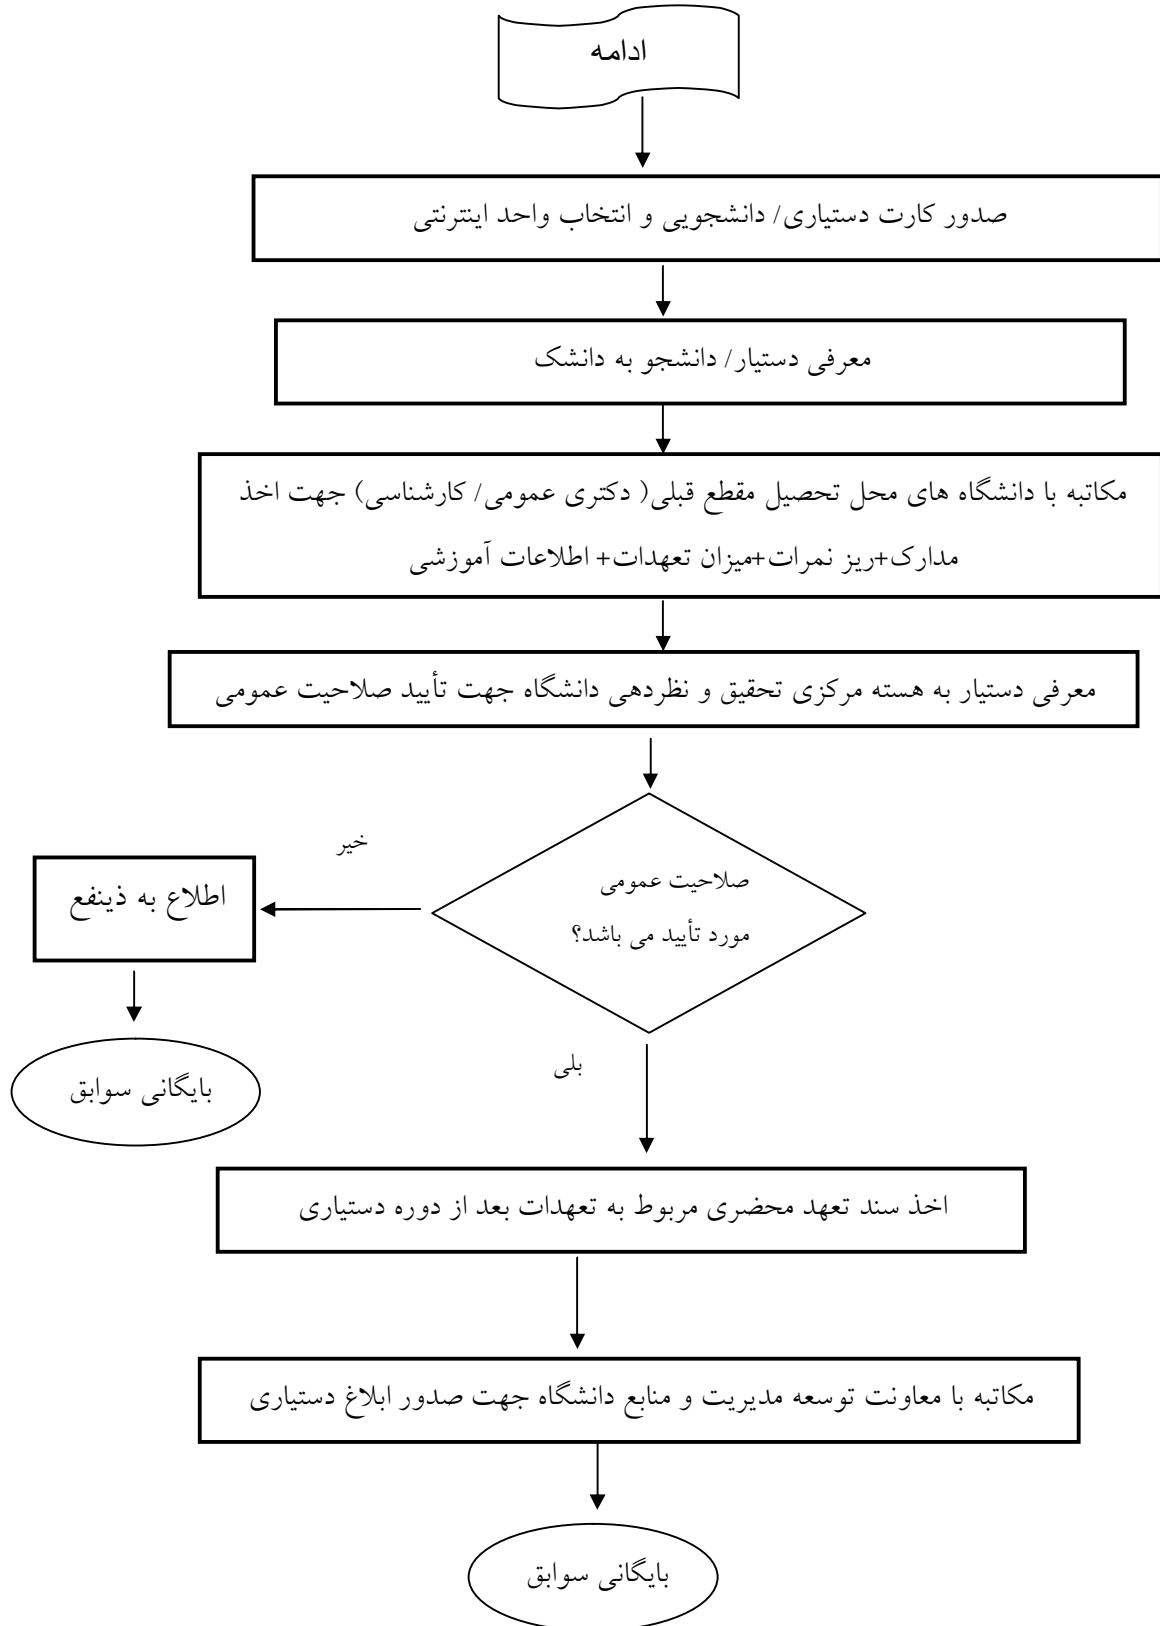 ادامه
صدور کارت دستیاری/ دانشجویی و انتخاب واحد اینترنتی
معرفی دستیار/ دانشجو به دانشک
مکاتبه با دانشگاه های محل تحصیل مقطع قبلی( دکتری عمومی/ کارشناسی) جهت اخذ
مدارک+ریز نمرات+میزان تعهدات+ اطلاعات آموزشی
معرفی دستیار به هسته مرکزی تحقیق و نظردهی دانشگاه جهت تأیید صلاحیت عمومی
صلاحیت عمومی
مورد تأیید می باشد؟
خیر
اطلاع به ذینفع
بایگانی سوابق
بلی
اخذ سند تعهد محضری مربوط به تعهدات بعد از دوره دستیاری
مکاتبه با معاونت توسعه مدیریت و منابع دانشگاه جهت صدور ابلاغ دستیاری
بایگانی سوابق